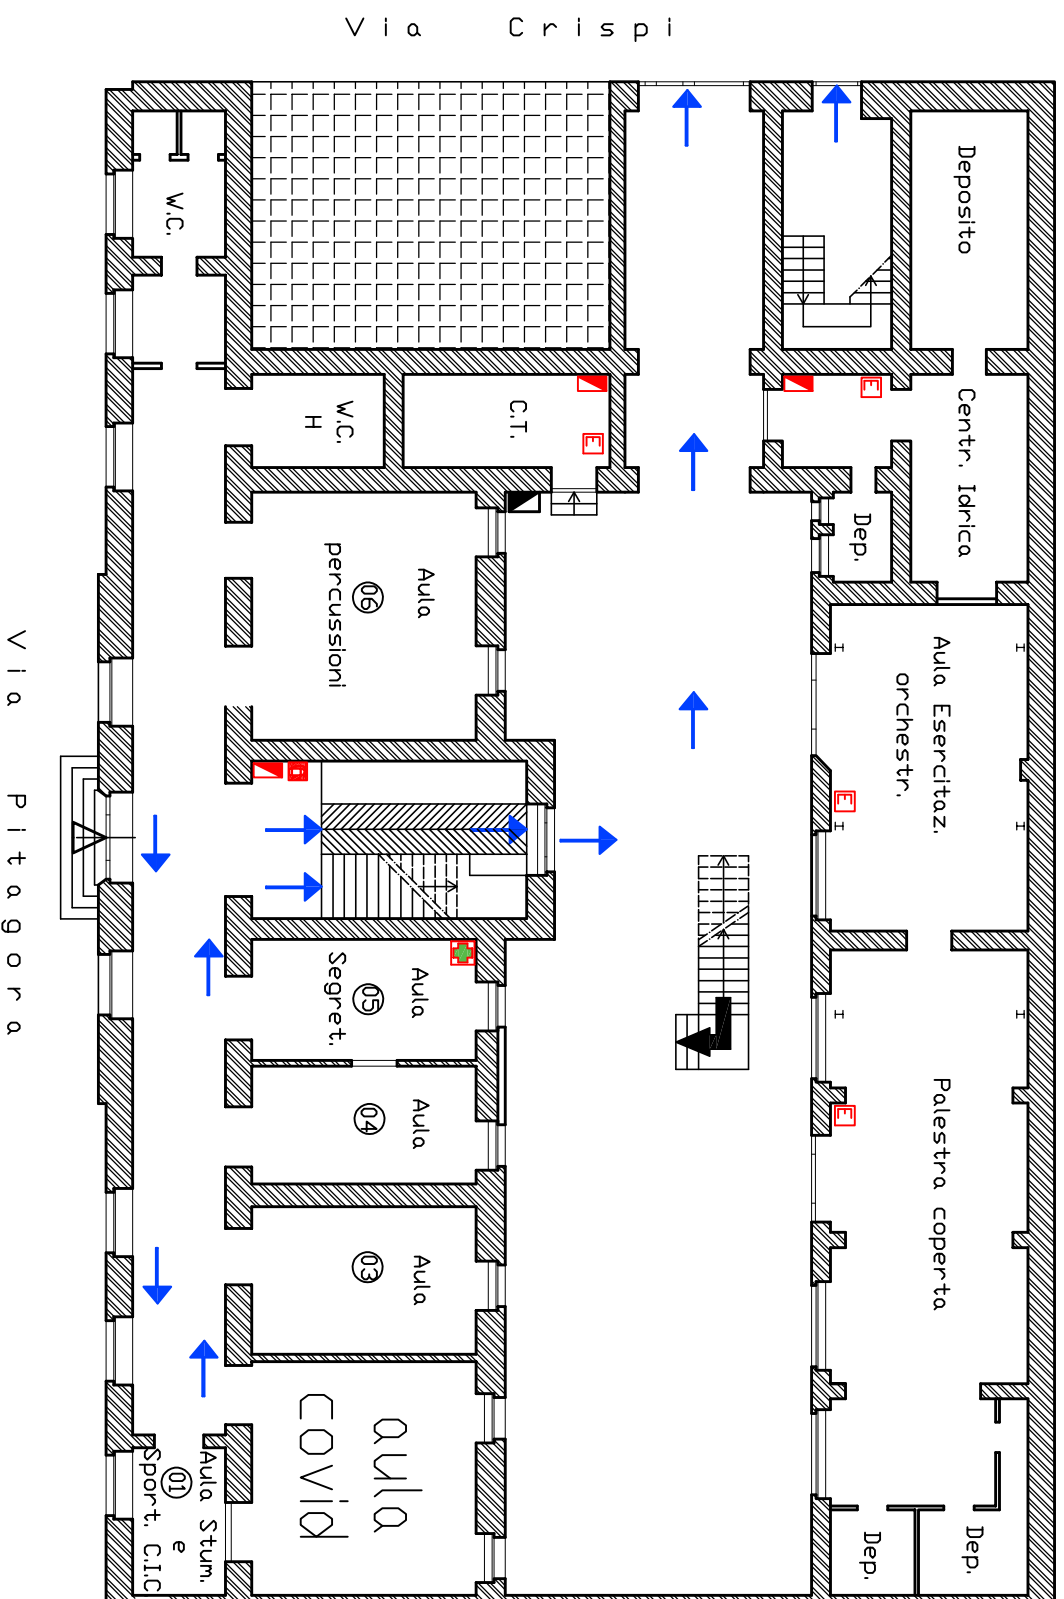 Via Crispi
Deposito
W.C.
Centr. Idrica
C.T.
W.C.
H
E
E
Dep.
Aula
06
percussioni
Aula Esercitaz.
orchestr.
Via Pitagora
E
Aula
05
Segret.
Aula
04
Palestra coperta
E
Aula
03
aula
covid
Aula Stum.
01 e
Sport. C.I.C
Dep.
Dep.